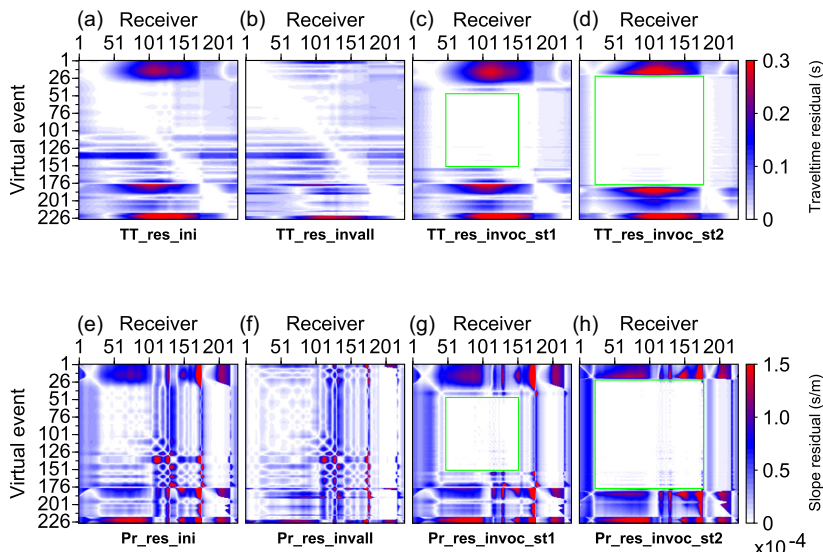 (a) Receiver (b) Receiver (c) Receiver (d) Receiver
1 51 101 151 201 1 51 101 151 201 1 51 101 151 201 1 51 101 151 201
Virtual event
1
26
51
76
101
126
151
176
201
226
0.3
0.2
0.1
0
Traveltime residual (s)
TT_res_ini TT_res_invall TT_res_invoc_st1 TT_res_invoc_st2
(e) Receiver (f) Receiver (g) Receiver (h) Receiver
1 51 101 151 201 1 51 101 151 201 1 51 101 151 201 1 51 101 151 201
Virtual event
1
26
51
76
101
126
151
176
201
226
1.5
1.0
0.5
0
Slope residual (s/m)
x10⁻⁴
Pr_res_ini Pr_res_invall Pr_res_invoc_st1 Pr_res_invoc_st2